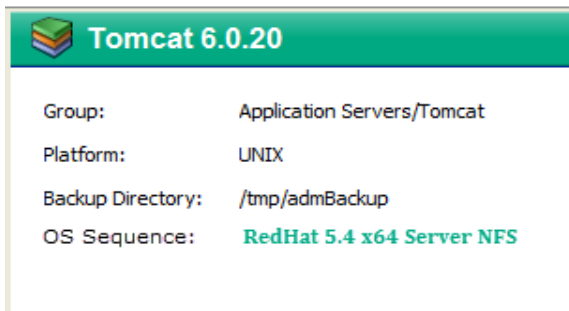 Tomcat 6.0.20
Group: Application Servers/Tomcat
Platform: UNIX
Backup Directory: /tmp/admBackup
OS Sequence: RedHat 5.4 x64 Server NFS